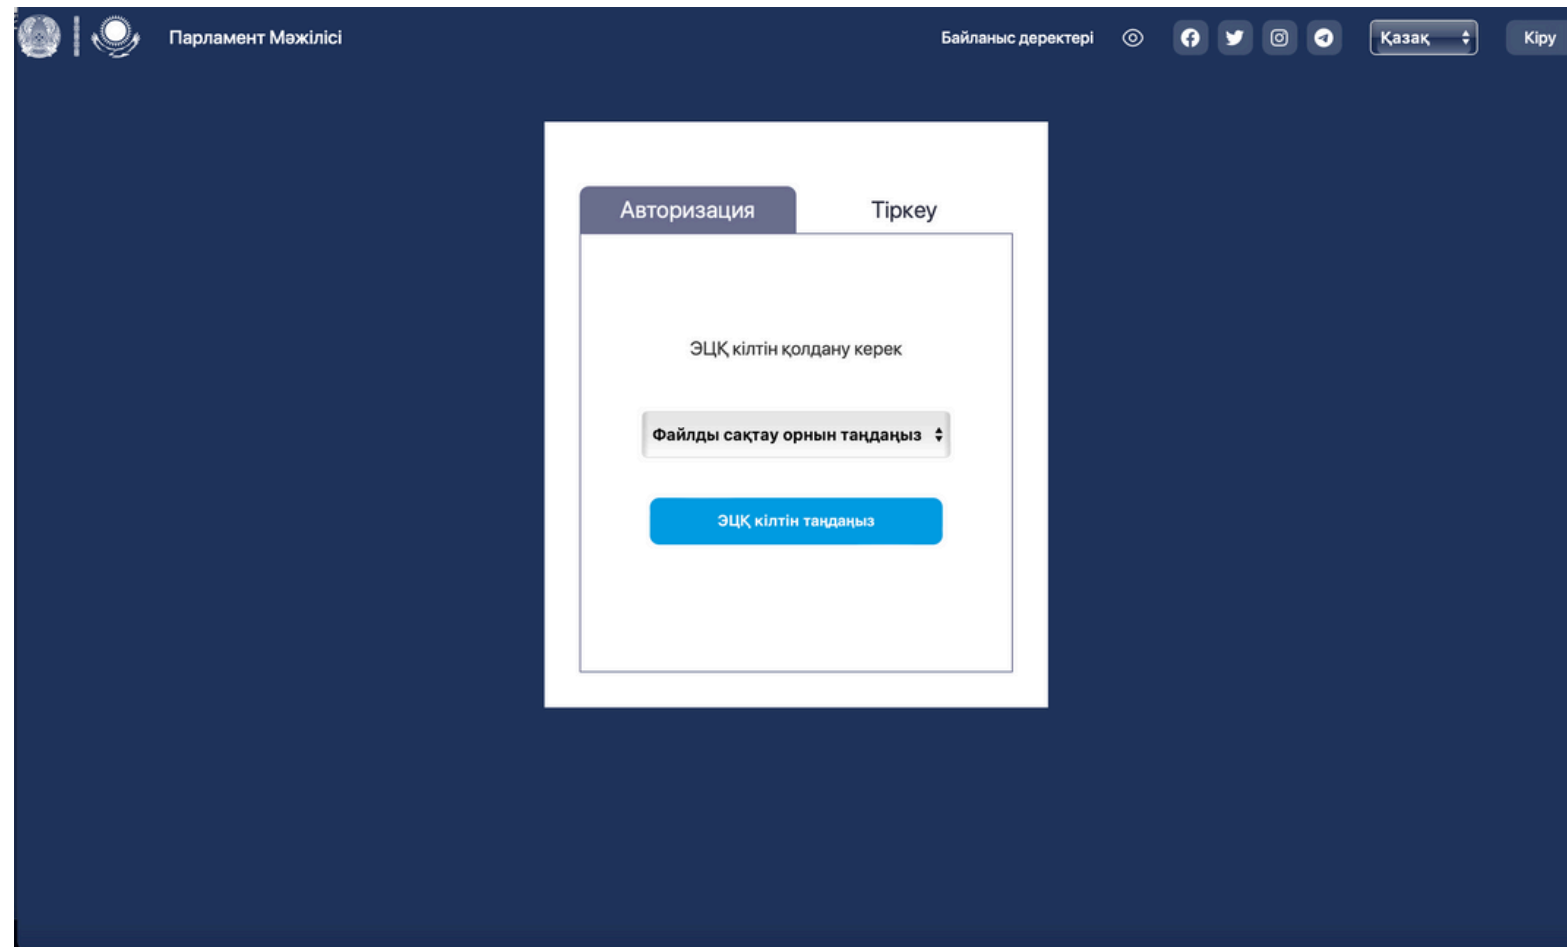 Парламент Мәжілісі
Байланыс деректері
Қазақ
Кіру
Авторизация
Тіркеу
ЭЦҚ кілтін қолдану керек
Файлды сақтау орнын таңдаңыз
ЭЦҚ кілтін таңдаңыз